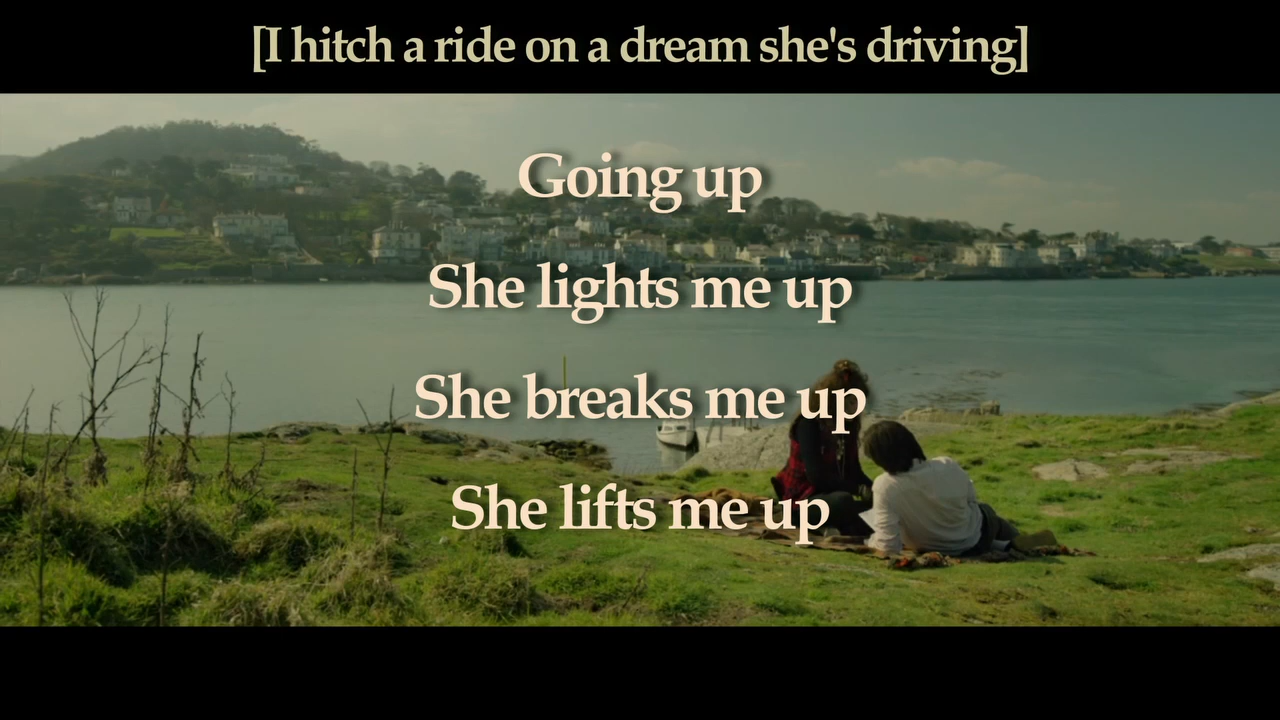 [I hitch a ride on a dream she's driving]
Going up
She lights me up
She breaks me up
She lifts me up